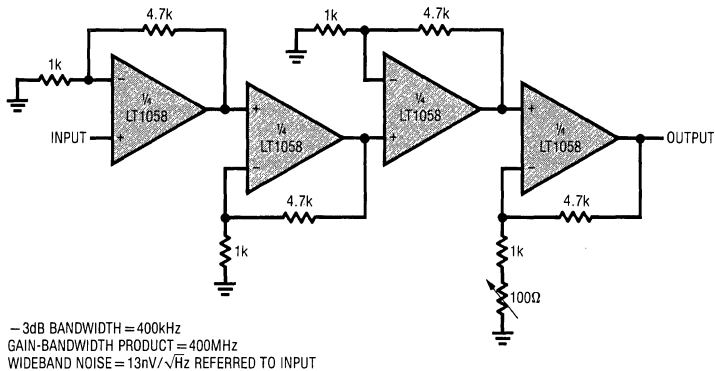 4.7k
1k
4.7k
1k
1/4
LT1058
–
+
INPUT
1/4
LT1058
+
–
1/4
LT1058
–
+
1/4
LT1058
+
–
OUTPUT
4.7k
1k
4.7k
1k
100Ω
–3dB BANDWIDTH = 400kHz
GAIN-BANDWIDTH PRODUCT = 400MHz
WIDEBAND NOISE = 13nV/√Hz REFERRED TO INPUT